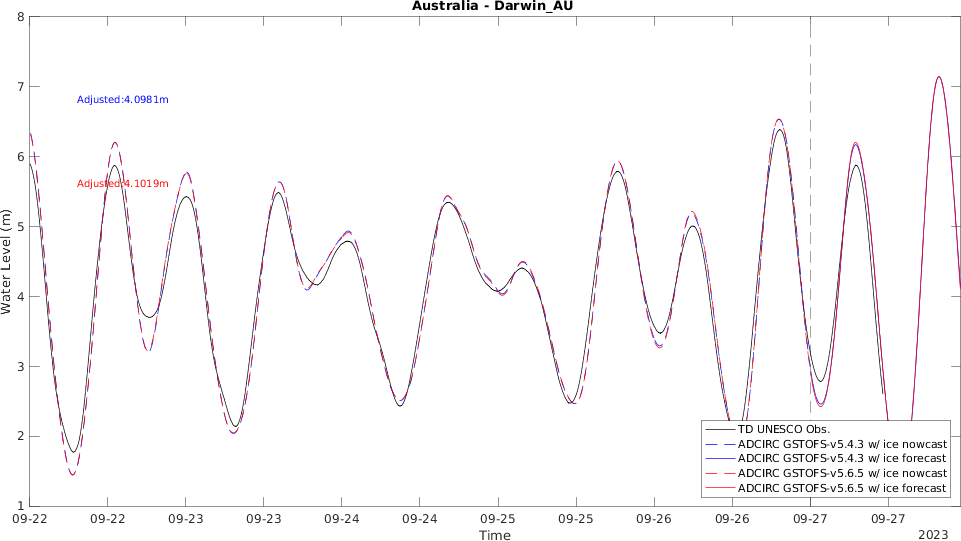 Australia - Darwin_AU
8
7
6
5
4
3
2
1
Water Level (m)
Adjusted:4.0981m
Adjusted:4.1019m
TD UNESCO Obs.
ADCIRC GSTOFS-v5.4.3 w/ ice nowcast
ADCIRC GSTOFS-v5.4.3 w/ ice forecast
ADCIRC GSTOFS-v5.6.5 w/ ice nowcast
ADCIRC GSTOFS-v5.6.5 w/ ice forecast
09-22 09-22 09-23 09-23 09-24 09-24 09-25 09-25 09-26 09-26 09-27 09-27
Time
2023